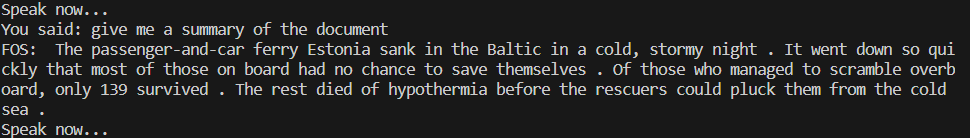 Speak now...
You said: give me a summary of the document
FOS:  The passenger-and-car ferry Estonia sank in the Baltic in a cold, stormy night . It went down so qui
ckly that most of those on board had no chance to save themselves . Of those who managed to scramble overb
oard, only 139 survived . The rest died of hypothermia before the rescuers could pluck them from the cold
sea .
Speak now...